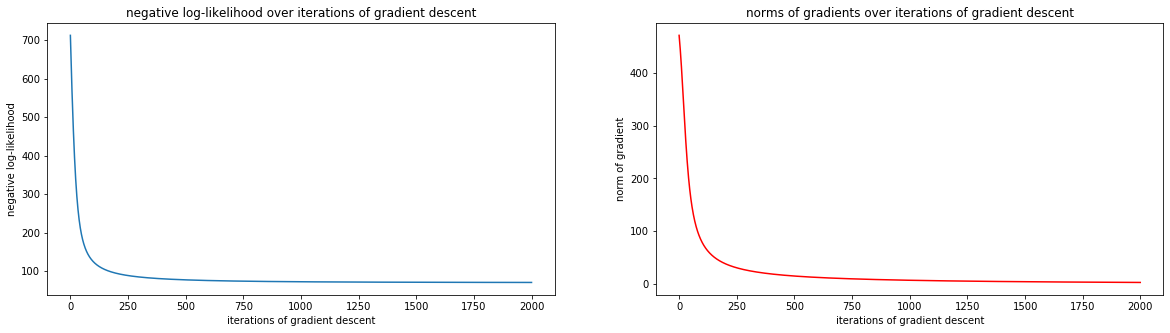 negative log-likelihood over iterations of gradient descent
negative log-likelihood
700
600
500
400
300
200
100
0 250 500 750 1000 1250 1500 1750 2000
iterations of gradient descent
norms of gradients over iterations of gradient descent
norm of gradient
400
300
200
100
0
0 250 500 750 1000 1250 1500 1750 2000
iterations of gradient descent